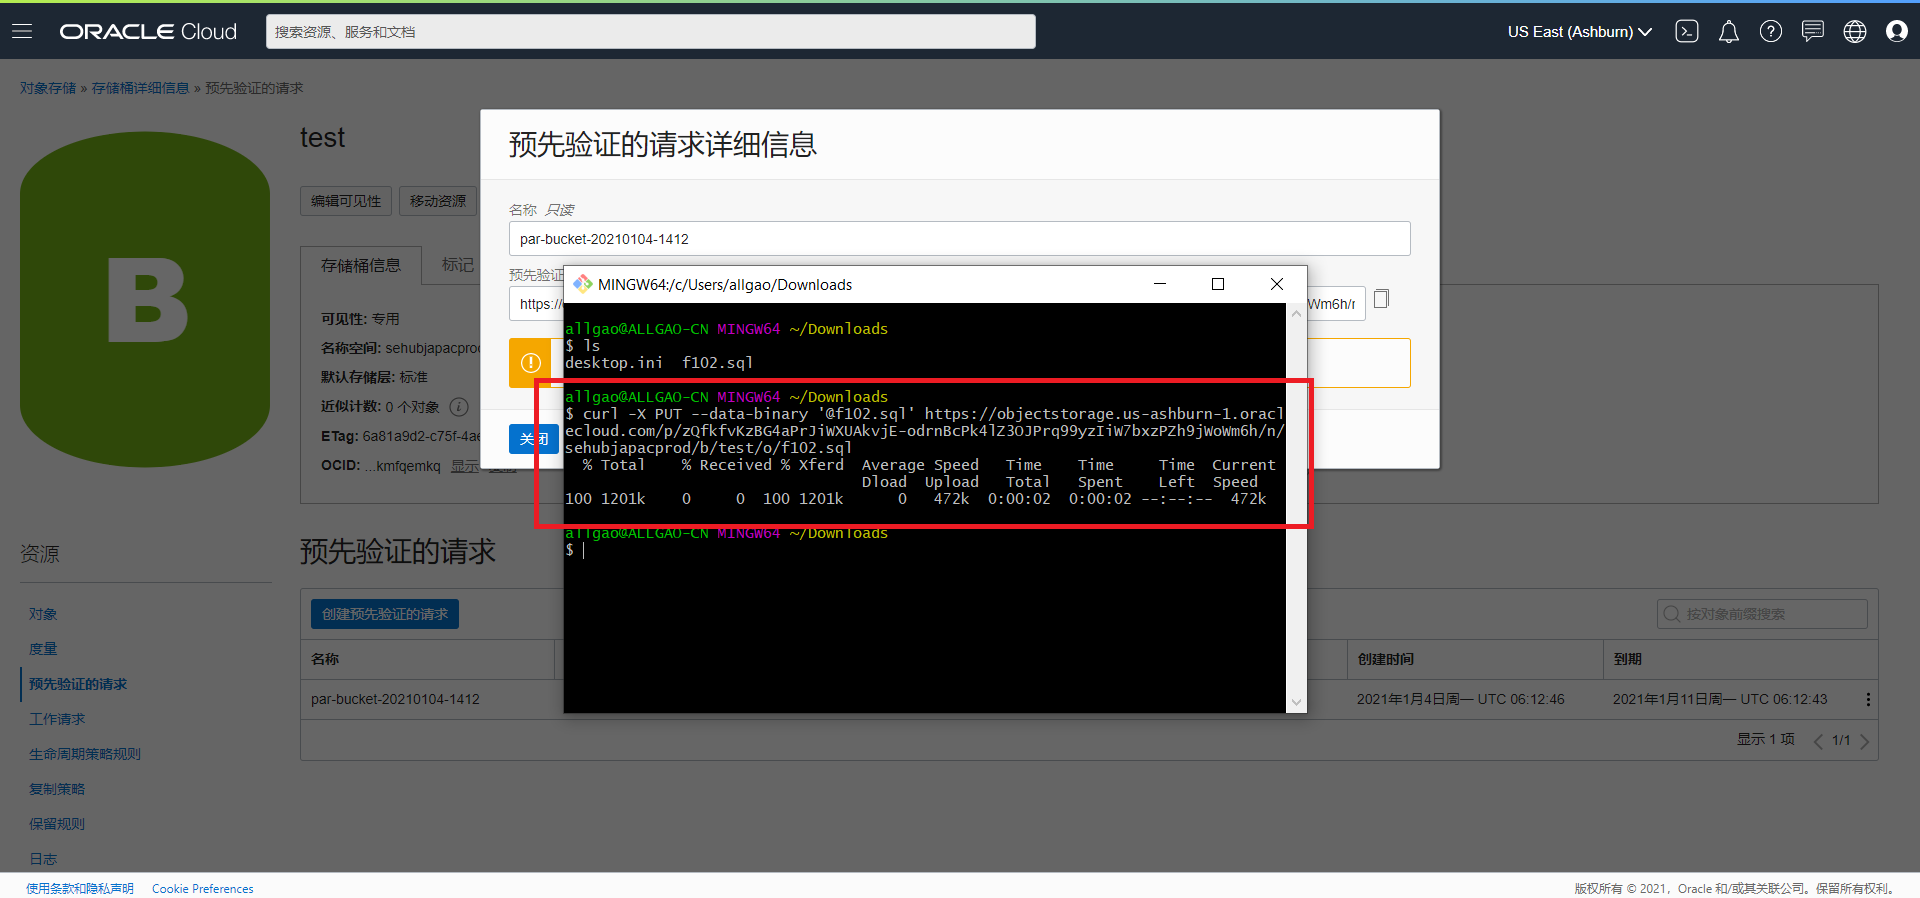 ORACLE Cloud
搜索资源、服务和文档
US East (Ashburn)
对象存储 » 存储桶详细信息 » 预先验证的请求
B
test
编辑可见性
移动资源
存储桶信息
标记
可见性: 专用
名称空间: sehubjapacprod
默认存储层: 标准
近似计数: 0 个对象
ETag: 6a81a9d2-c75f-4ae
OCID: ...kmfqemkq 显示
预先验证的请求详细信息
名称 只读
par-bucket-20210104-1412
预先验证
https://
Wm6h/r
关闭
MINGW64:/c/Users/allgao/Downloads
allgao@ALLGAO-CN MINGW64 ~/Downloads
$ ls
desktop.ini  f102.sql
allgao@ALLGAO-CN MINGW64 ~/Downloads
$ curl -X PUT --data-binary '@f102.sql' https://objectstorage.us-ashburn-1.oracl
ecloud.com/p/zQfkfvKzBG4aPrJiWXUAkvjE-odrnBcPk4lZ3OJPrq99yzIiW7bxzPZh9jWoWm6h/n/
sehubjapacprod/b/test/o/f102.sql
% Total    % Received % Xferd  Average Speed   Time    Time     Time  Current
Dload  Upload   Total   Spent    Left  Speed
100 1201k    0     0  100 1201k      0   472k  0:00:02  0:00:02 --:--:--  472k
allgao@ALLGAO-CN MINGW64 ~/Downloads
$
资源
对象
度量
预先验证的请求
工作请求
生命周期策略规则
复制策略
保留规则
日志
预先验证的请求
创建预先验证的请求
按对象前缀搜索
名称
创建时间
到期
par-bucket-20210104-1412
2021年1月4日周一 UTC 06:12:46
2021年1月11日周一 UTC 06:12:43
显示 1 项
1/1
使用条款和隐私声明
Cookie Preferences
版权所有 © 2021，Oracle 和/或其关联公司。保留所有权利。